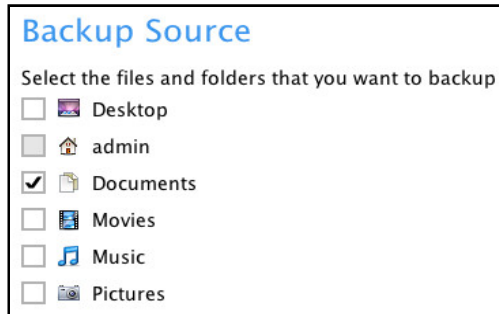 Backup Source
Select the files and folders that you want to backup
Desktop
admin
Documents
Movies
Music
Pictures